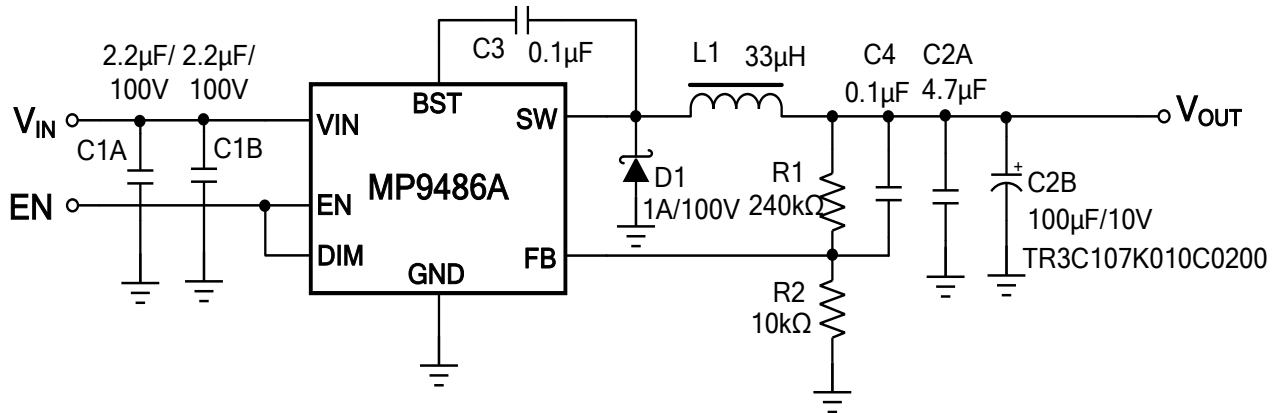 2.2µF/
100V
2.2µF/
100V
C3
0.1µF
L1
33µH
C4
0.1µF
C2A
4.7µF
VIN
C1A
C1B
VIN
BST
SW
VOUT
MP9486A
D1
1A/100V
R1
240kΩ
+
C2B
100µF/10V
TR3C107K010C0200
EN
EN
DIM
GND
FB
R2
10kΩ